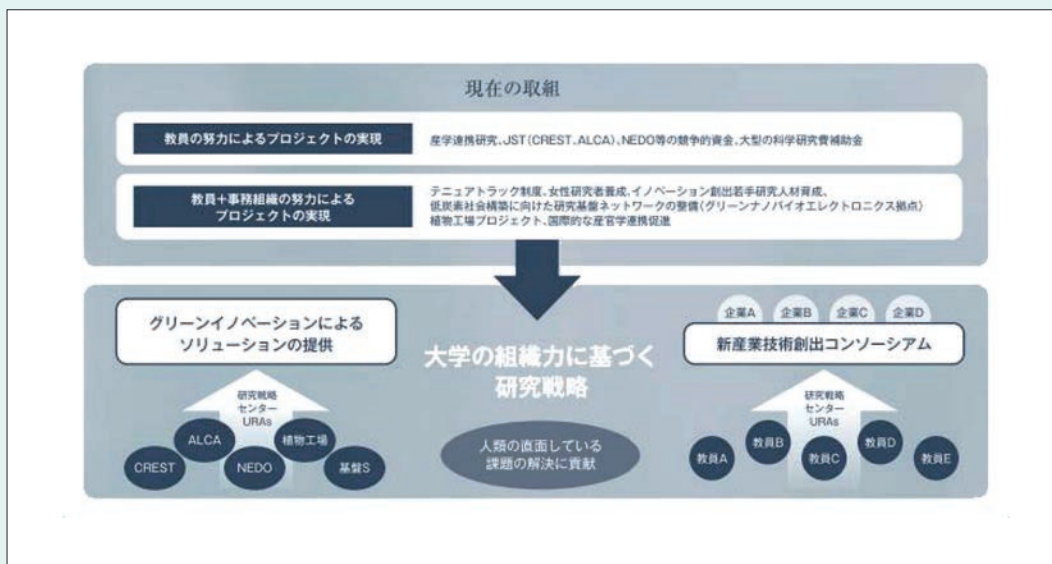 現在の取組
教員の努力によるプロジェクトの実現
産学連携研究、JST(CREST、ALCA)、NEDO等の競争的資金、大型の科学研究費補助金
教員+事務組織の努力による
プロジェクトの実現
テニュアトラック制度、女性研究者養成、イノベーション創出若手研究人材育成、
低炭素社会構築に向けた研究基盤ネットワークの整備(グリーンナノバイオエレクトロニクス拠点)
植物工場プロジェクト、国際的な産官学連携促進
グリーンイノベーションによる
ソリューションの提供
研究戦略
センター
URAs
ALCA
植物工場
CREST
NEDO
基盤S
大学の組織力に基づく
研究戦略
人類の直面している
課題の解決に貢献
企業A
企業B
企業C
企業D
新産業技術創出コンソーシアム
研究戦略
センター
URAs
教員A
教員B
教員C
教員D
教員E